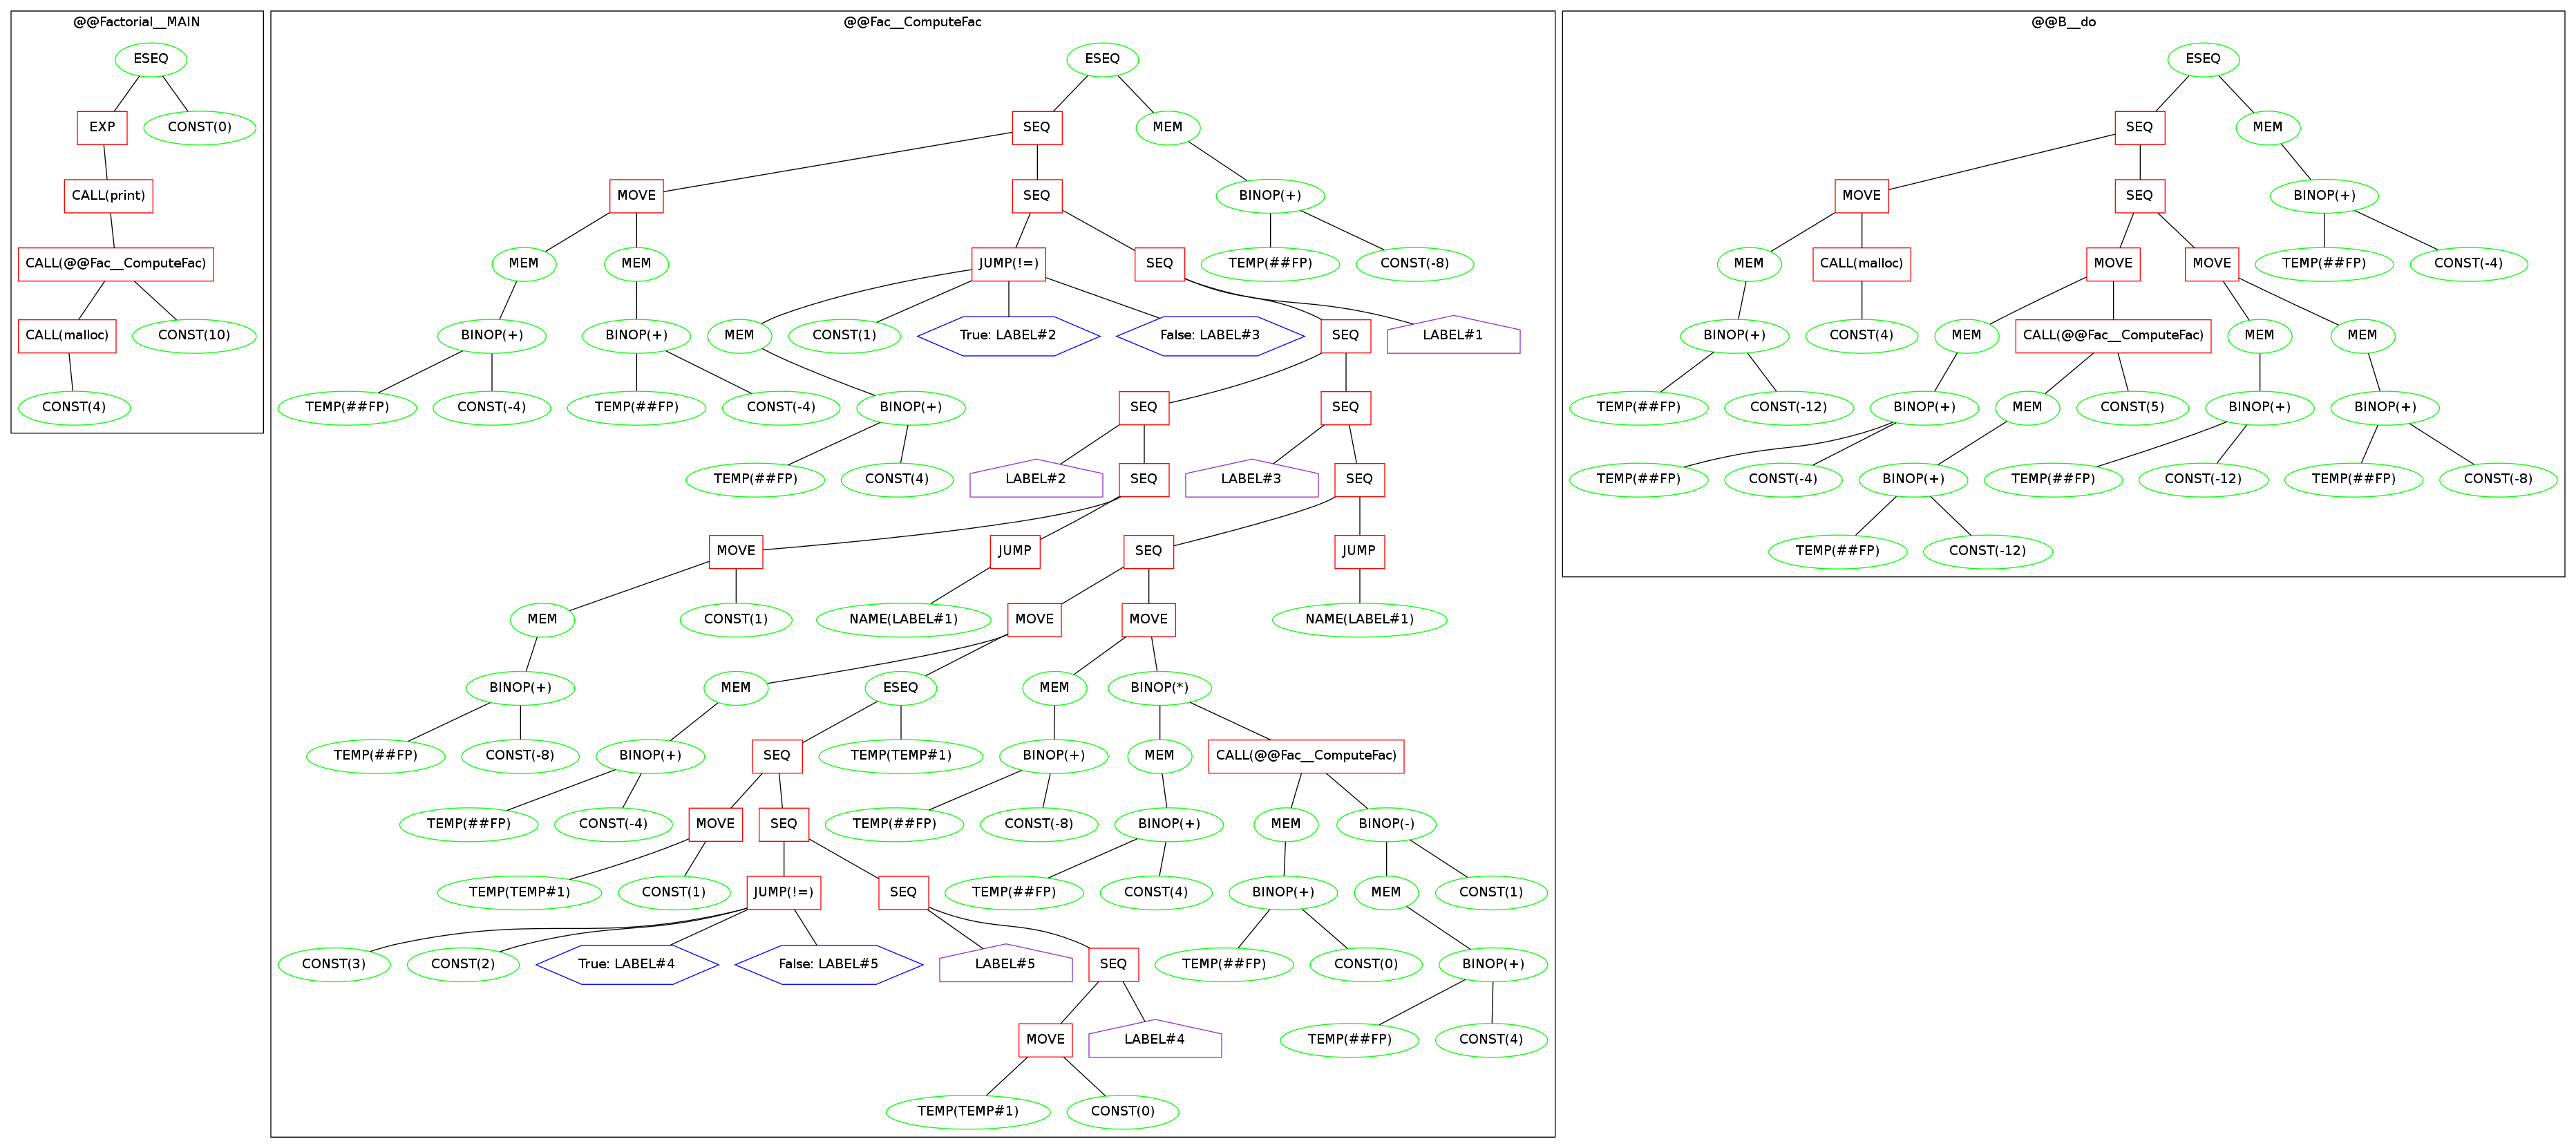 @@Factorial__MAIN
ESEQ
EXP
CONST(0)
CALL(print)
CALL(@@Fac__ComputeFac)
CALL(malloc)
CONST(10)
CONST(4)
@@Fac__ComputeFac
ESEQ
SEQ
MEM
MOVE
SEQ
BINOP(+)
MEM
MEM
JUMP(!=)
SEQ
TEMP(##FP)
CONST(-8)
BINOP(+)
BINOP(+)
MEM
CONST(1)
True: LABEL#2
False: LABEL#3
SEQ
LABEL#1
TEMP(##FP)
CONST(-4)
TEMP(##FP)
CONST(-4)
BINOP(+)
SEQ
SEQ
TEMP(##FP)
CONST(4)
LABEL#2
SEQ
LABEL#3
SEQ
MOVE
JUMP
SEQ
JUMP
MEM
CONST(1)
NAME(LABEL#1)
MOVE
MOVE
NAME(LABEL#1)
BINOP(+)
MEM
ESEQ
MEM
BINOP(*)
TEMP(##FP)
CONST(-8)
BINOP(+)
SEQ
TEMP(TEMP#1)
BINOP(+)
MEM
CALL(@@Fac__ComputeFac)
TEMP(##FP)
CONST(-4)
MOVE
SEQ
TEMP(##FP)
CONST(-8)
BINOP(+)
MEM
BINOP(-)
TEMP(TEMP#1)
CONST(1)
JUMP(!=)
SEQ
TEMP(##FP)
CONST(4)
BINOP(+)
MEM
CONST(1)
CONST(3)
CONST(2)
True: LABEL#4
False: LABEL#5
LABEL#5
SEQ
TEMP(##FP)
CONST(0)
BINOP(+)
MOVE
LABEL#4
TEMP(##FP)
CONST(4)
TEMP(TEMP#1)
CONST(0)
@@B__do
ESEQ
SEQ
MEM
MOVE
SEQ
BINOP(+)
MEM
CALL(malloc)
MOVE
MOVE
TEMP(##FP)
CONST(-4)
BINOP(+)
CONST(4)
MEM
CALL(@@Fac__ComputeFac)
MEM
MEM
TEMP(##FP)
CONST(-12)
BINOP(+)
MEM
CONST(5)
BINOP(+)
BINOP(+)
TEMP(##FP)
CONST(-4)
BINOP(+)
TEMP(##FP)
CONST(-12)
TEMP(##FP)
CONST(-8)
TEMP(##FP)
CONST(-12)